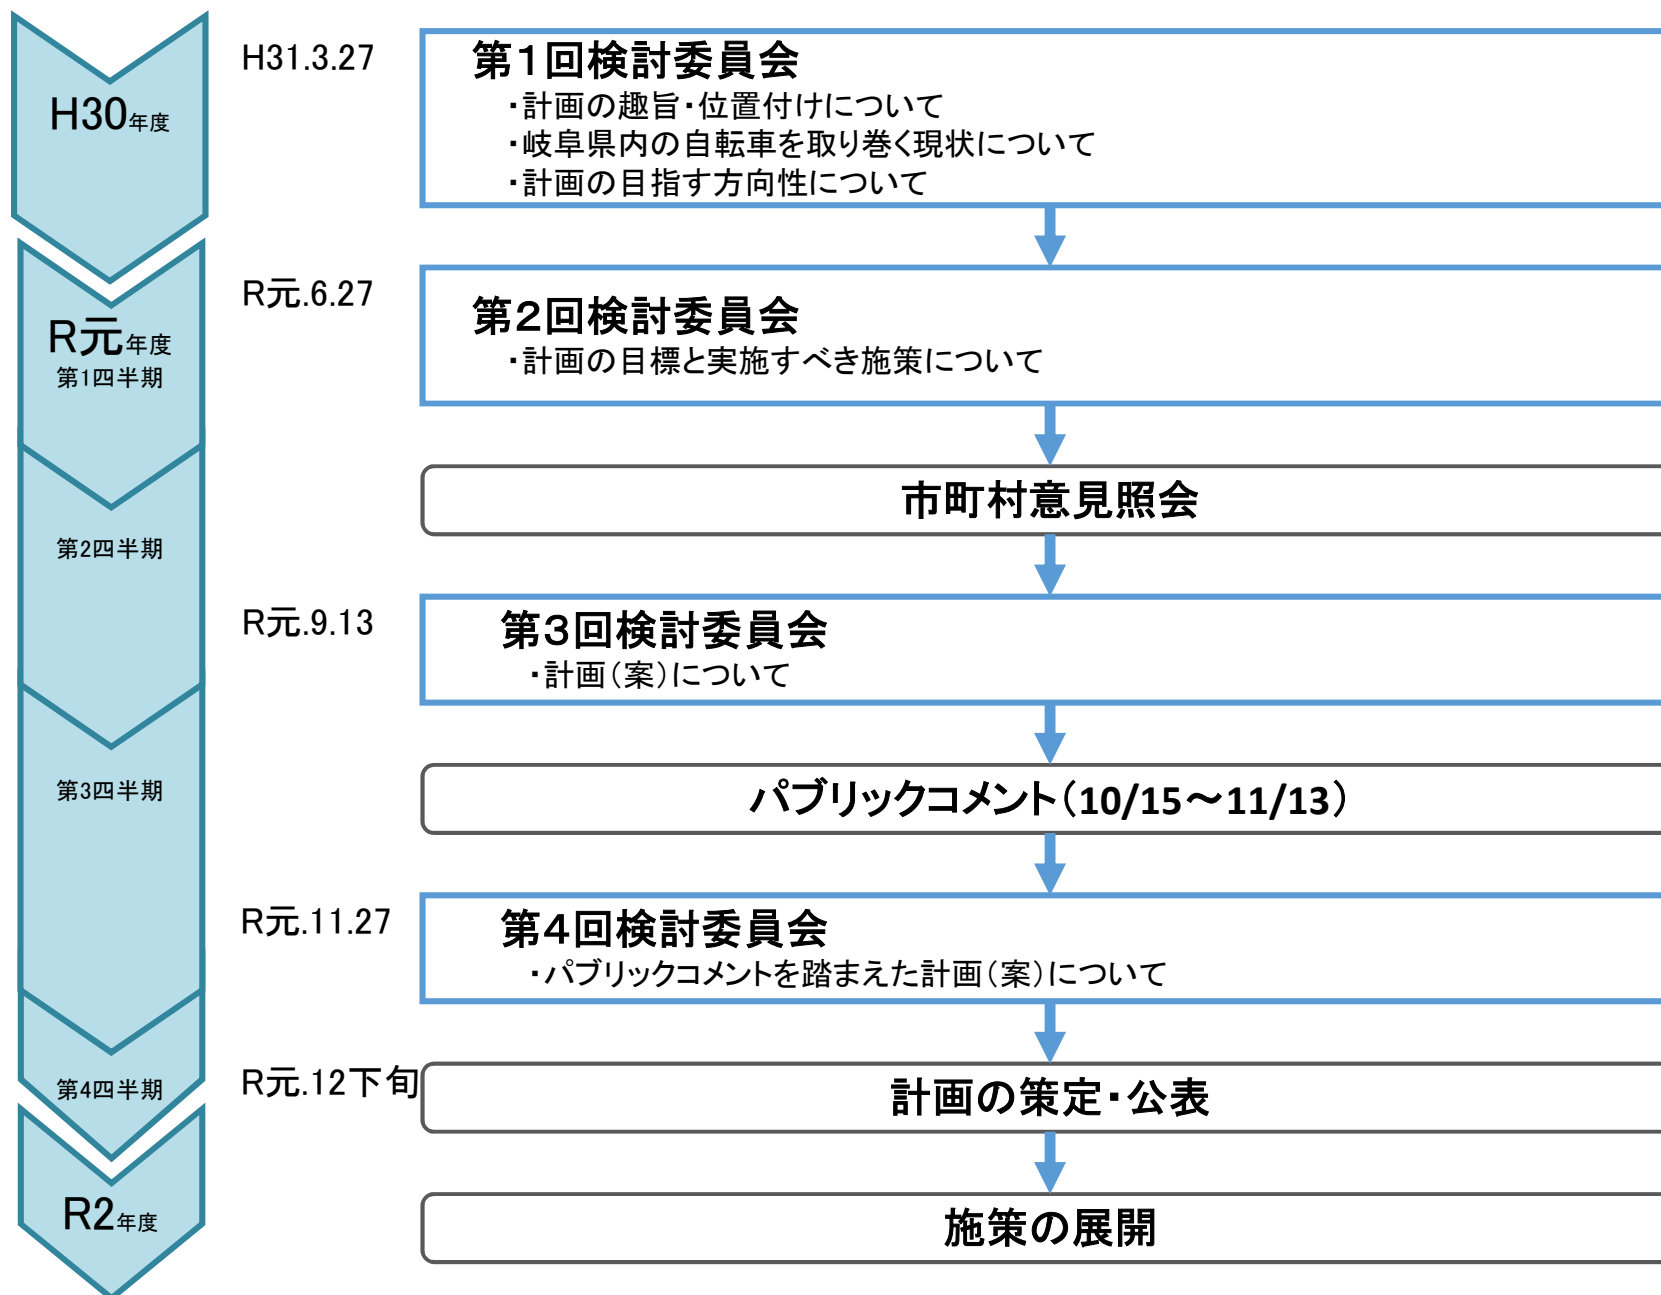 H30年度
H31.3.27
第1回検討委員会
・計画の趣旨・位置付けについて
・岐阜県内の自転車を取り巻く現状について
・計画の目指す方向性について
R元年度
第1四半期
R元.6.27
第2回検討委員会
・計画の目標と実施すべき施策について
市町村意見照会
第2四半期
R元.9.13
第3回検討委員会
・計画（案）について
第3四半期
パブリックコメント（10/15～11/13）
R元.11.27
第4回検討委員会
・パブリックコメントを踏まえた計画（案）について
第4四半期
R元.12下旬
計画の策定・公表
R2年度
施策の展開